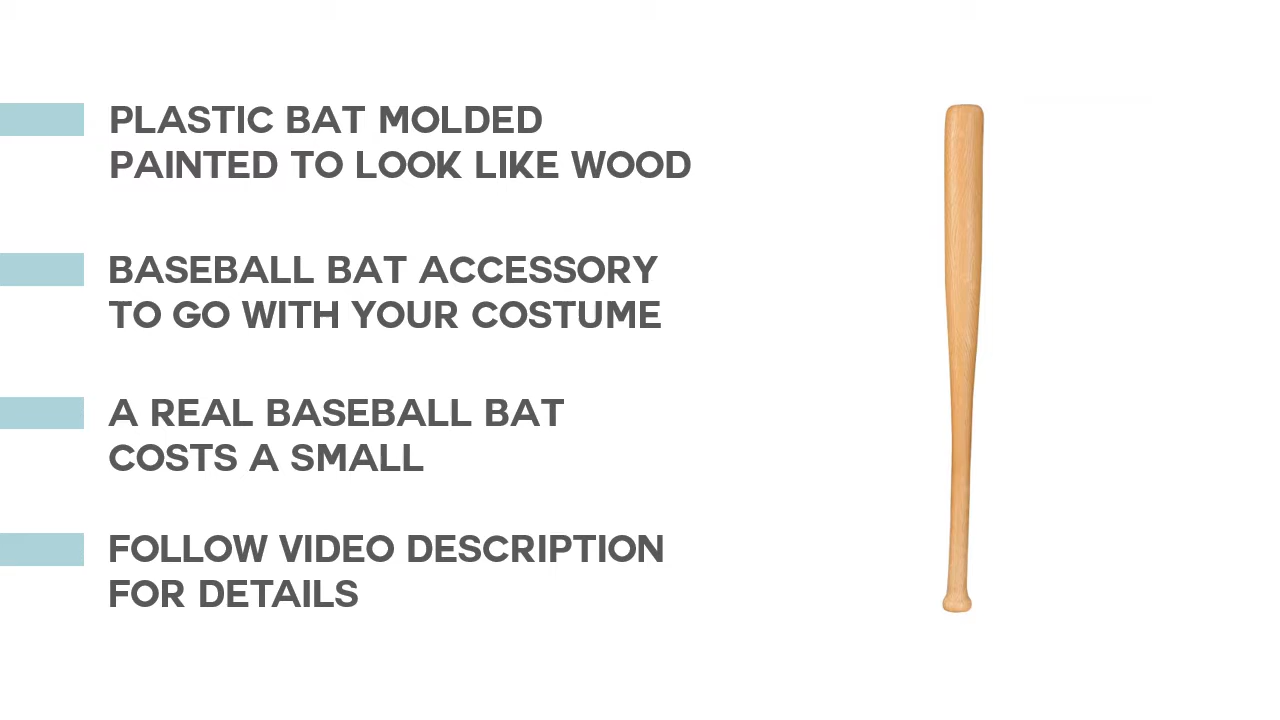 PLASTIC BAT MOLDED
PAINTED TO LOOK LIKE WOOD
BASEBALL BAT ACCESSORY
TO GO WITH YOUR COSTUME
A REAL BASEBALL BAT
COSTS A SMALL
FOLLOW VIDEO DESCRIPTION
FOR DETAILS